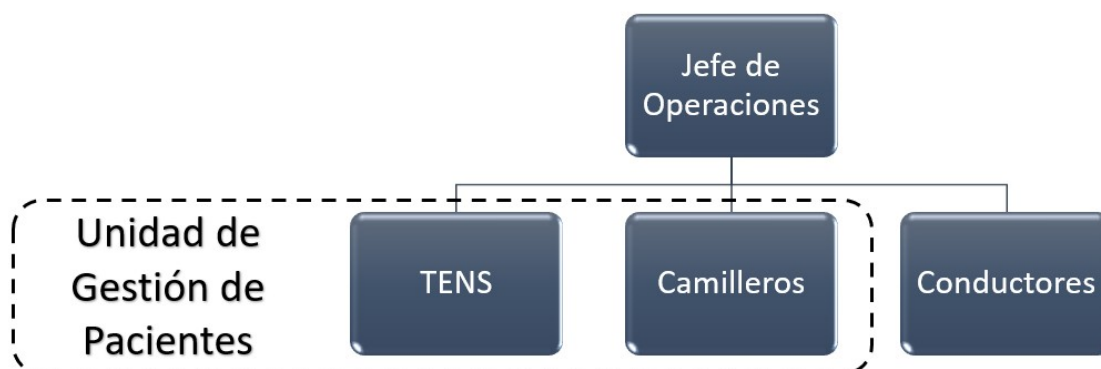 Jefe de
Operaciones
Unidad de
Gestión de
Pacientes
TENS
Camilleros
Conductores